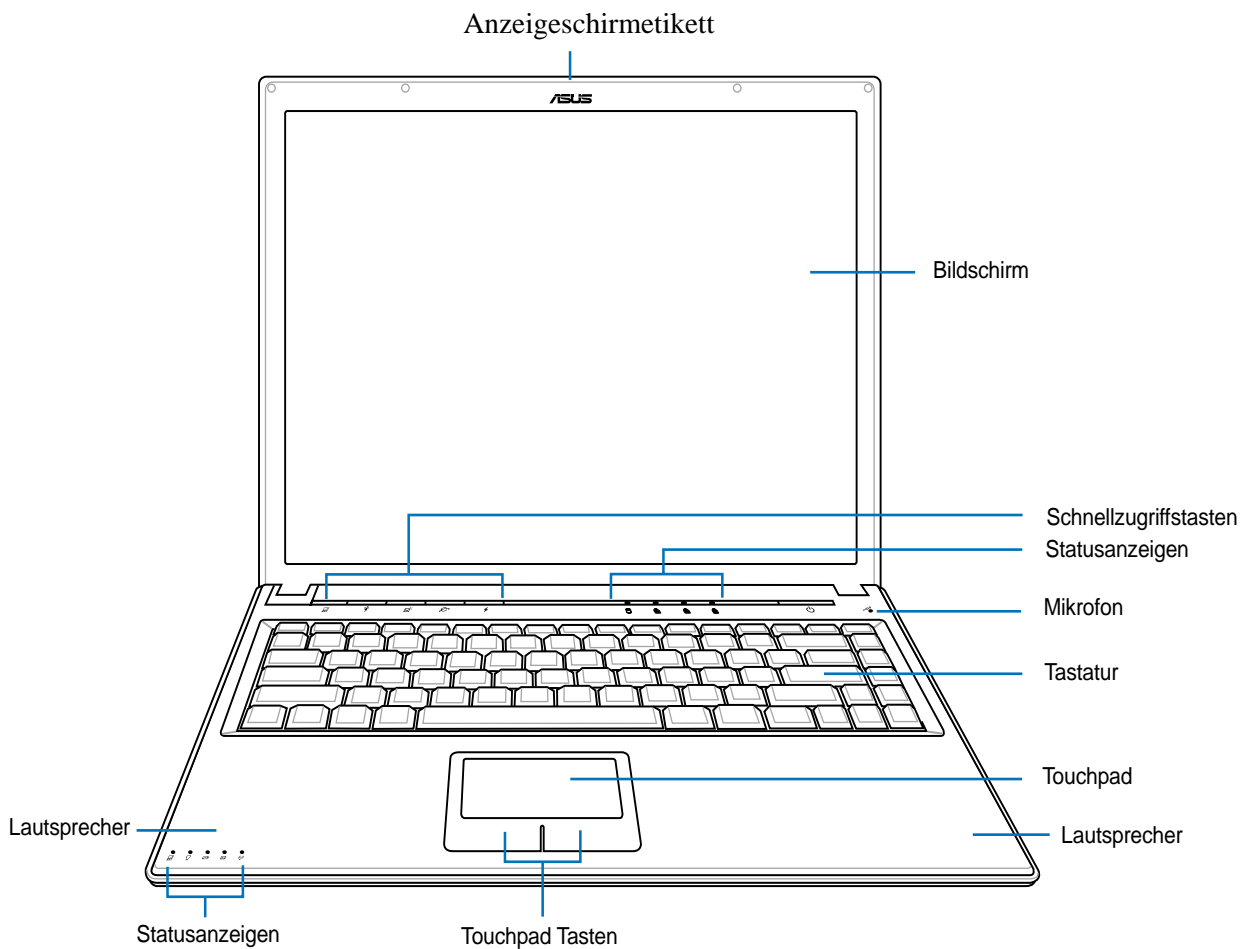 Anzeigeschirmetikett
ASUS
Bildschirm
Schnellzugriffstasten
Statusanzeigen
Mikrofon
Tastatur
Touchpad
Lautsprecher
Lautsprecher
Statusanzeigen
Touchpad Tasten